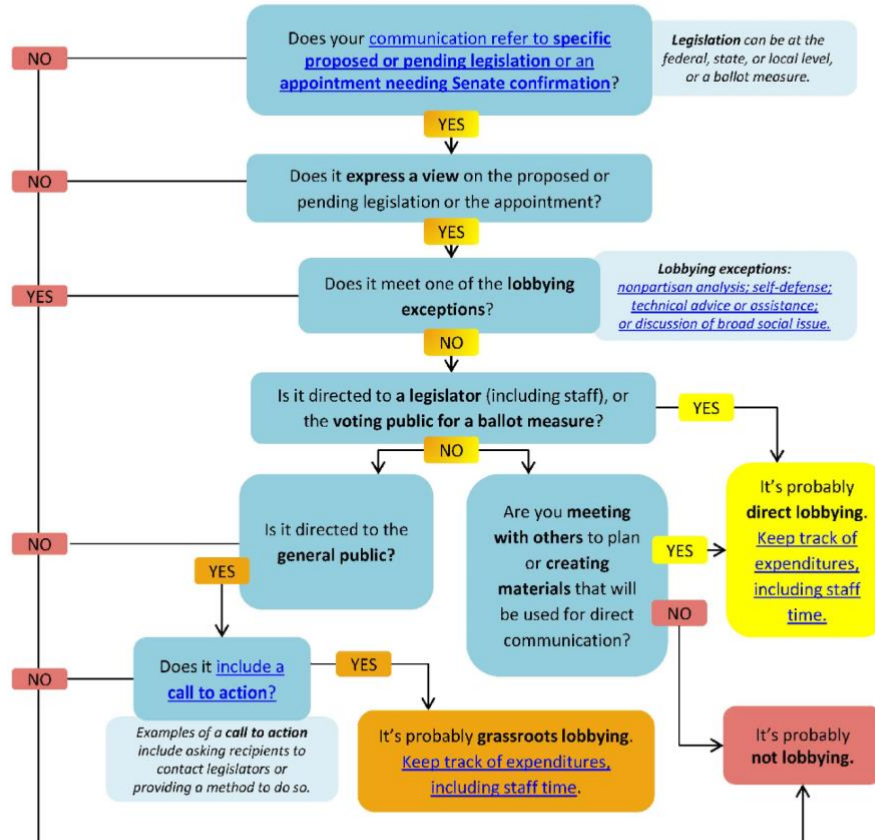 Does your communication refer to specific
proposed or pending legislation or an
appointment needing Senate confirmation?
Legislation can be at the
federal, state, or local level,
or a ballot measure.
NO
YES
Does it express a view on the proposed or
pending legislation or the appointment?
NO
YES
Does it meet one of the lobbying
exceptions?
Lobbying exceptions:
nonpartisan analysis; self-defense;
technical advice or assistance;
or discussion of broad social issue.
YES
NO
Is it directed to a legislator (including staff), or
the voting public for a ballot measure?
YES
NO
Is it directed to the
general public?
NO
YES
Are you meeting
with others to plan
or creating
materials that will
be used for direct
communication?
YES
NO
It's probably
direct lobbying.
Keep track of
expenditures,
including staff
time.
Does it include a
call to action?
NO
YES
Examples of a call to action
include asking recipients to
contact legislators or
providing a method to do so.
It's probably grassroots lobbying.
Keep track of expenditures,
including staff time.
It's probably
not lobbying.